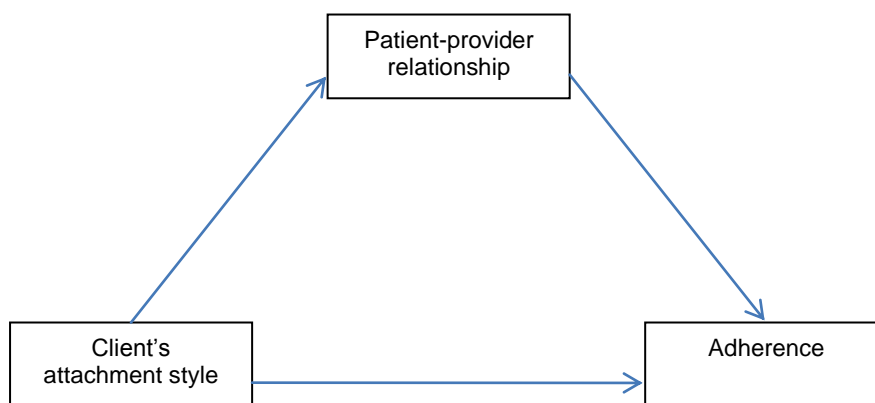 Patient-provider
relationship
Client’s
attachment style
Adherence